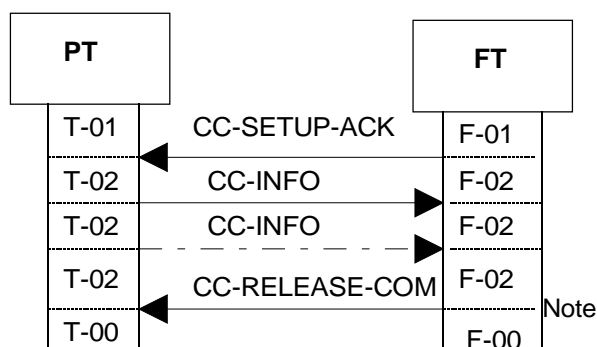 PT
FT
T-01 CC-SETUP-ACK F-01
T-02 CC-INFO F-02
T-02 CC-INFO F-02
T-02 CC-RELEASE-COM F-02
Note
T-00 F-00